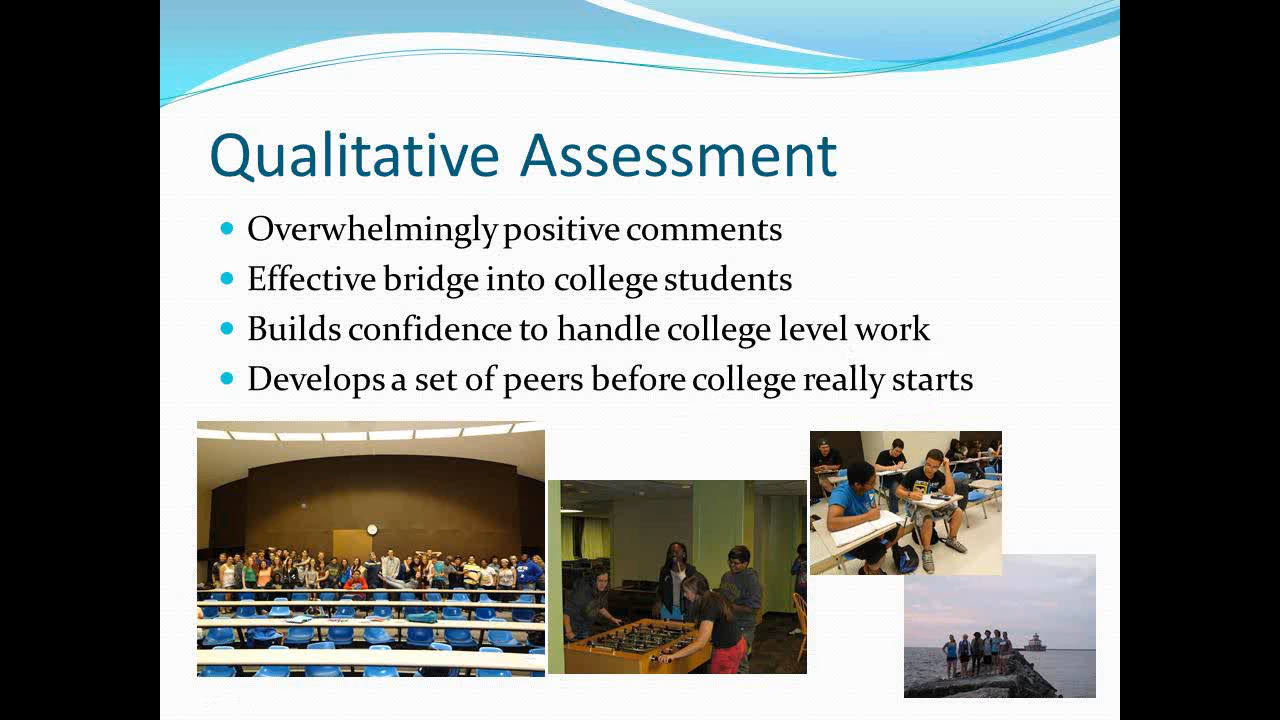 Qualitative Assessment
Overwhelmingly positive comments
Effective bridge into college students
Builds confidence to handle college level work
Develops a set of peers before college really starts